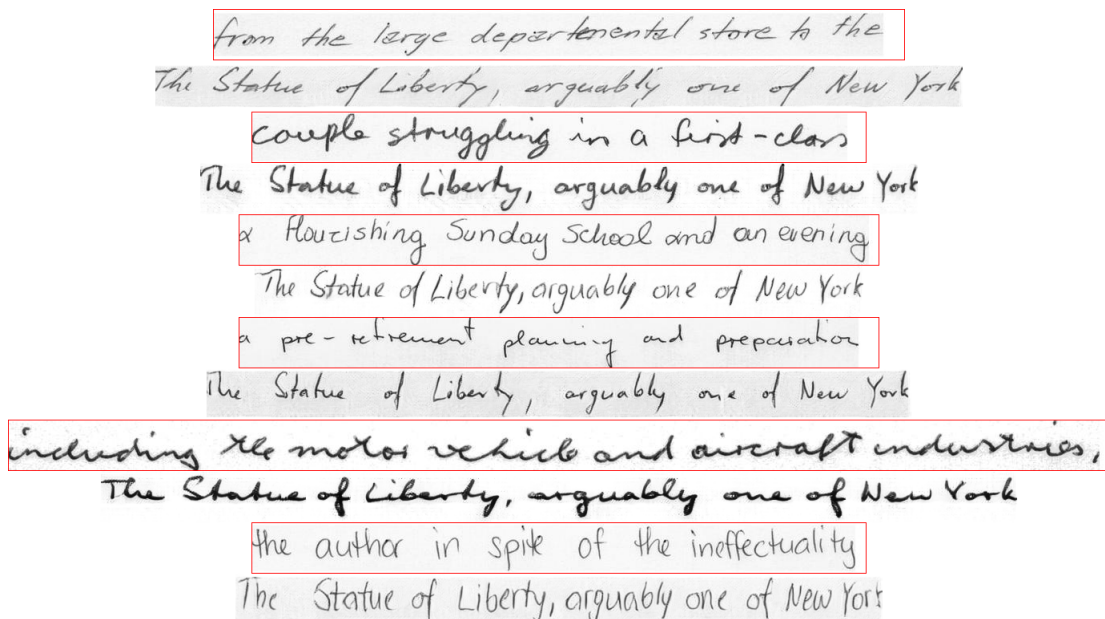 from the large departmental store to the
The Statue of Liberty, arguably one of New York
couple struggling in a first-class
The Statue of Liberty, arguably one of New York
a flourishing Sunday School and an evening
The Statue of Liberty, arguably one of New York
a pre-retirement planning and preparation
The Statue of Liberty, arguably one of New York
including the motor vehicle and aircraft industries,
The Statue of Liberty, arguably one of New York
the author in spite of the ineffectuality
The Statue of Liberty, arguably one of New York